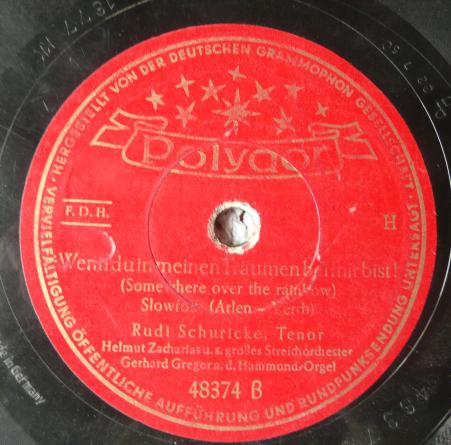 HERGESTELLT VON DER DEUTSCHEN GRAMMOPHON GESELLSCHAFT · VERVIELFÄLTIGUNG ÖFFENTLICHE AUFFÜHRUNG UND RUNDFUNKSENDUNG UNTERSAGT ·
Polydor
F. D. H.
H
Wenn du in meinen Träumen bei mir bist!
(Somewhere over the rainbow)
Slowfox (Arlen - Lerch)
Rudi Schuricke, Tenor
Helmut Zacharias u. s. großes Streichorchester
Gerhard Gregor a. d. Hammond-Orgel
48374 B
in Germany